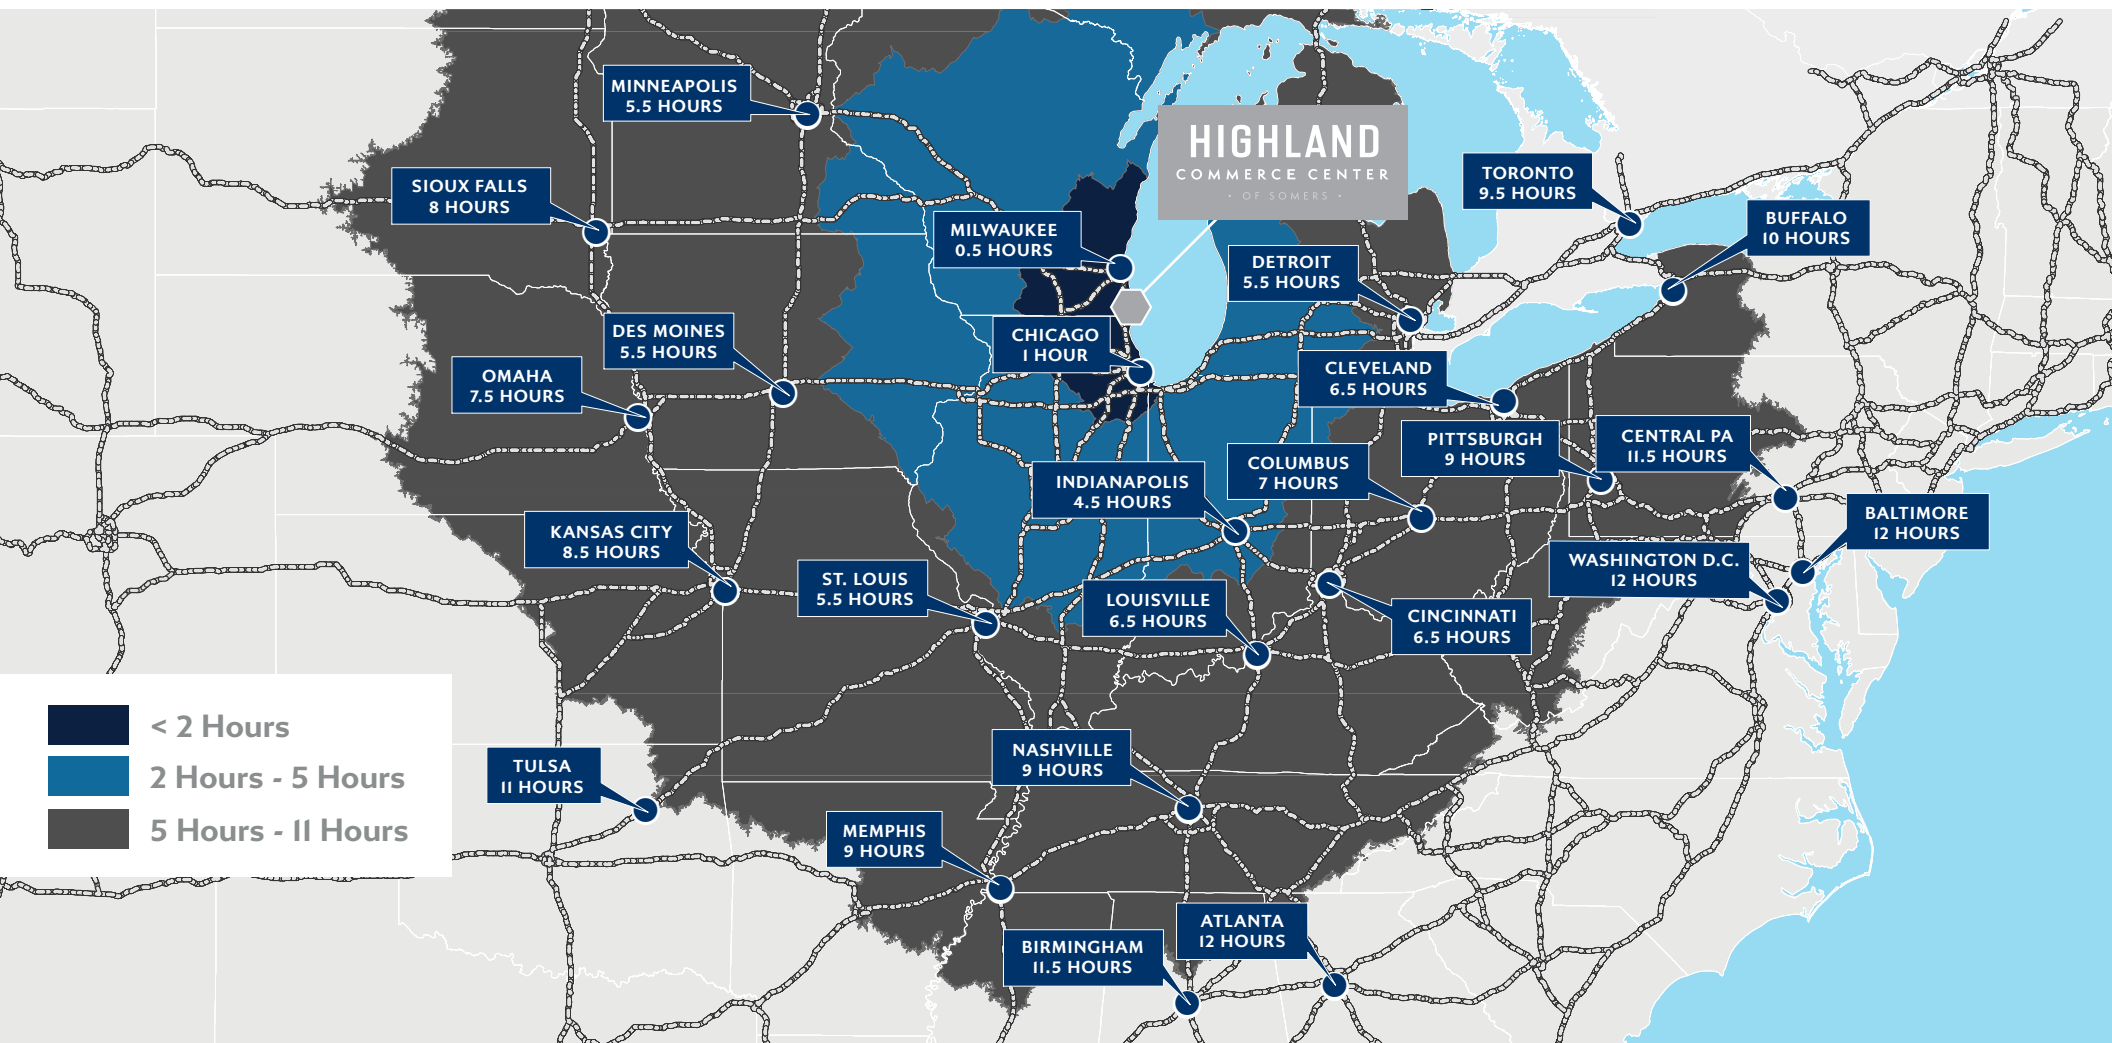 MINNEAPOLIS
5.5 HOURS
HIGHLAND
COMMERCE CENTER
• OF SOMERS •
TORONTO
9.5 HOURS
SIOUX FALLS
8 HOURS
BUFFALO
10 HOURS
MILWAUKEE
0.5 HOURS
DETROIT
5.5 HOURS
DES MOINES
5.5 HOURS
CHICAGO
1 HOUR
CLEVELAND
6.5 HOURS
OMAHA
7.5 HOURS
PITTSBURGH
9 HOURS
CENTRAL PA
11.5 HOURS
COLUMBUS
7 HOURS
INDIANAPOLIS
4.5 HOURS
BALTIMORE
12 HOURS
KANSAS CITY
8.5 HOURS
WASHINGTON D.C.
12 HOURS
ST. LOUIS
5.5 HOURS
LOUISVILLE
6.5 HOURS
CINCINNATI
6.5 HOURS
< 2 Hours
2 Hours - 5 Hours
5 Hours - 11 Hours
NASHVILLE
9 HOURS
TULSA
11 HOURS
MEMPHIS
9 HOURS
ATLANTA
12 HOURS
BIRMINGHAM
11.5 HOURS